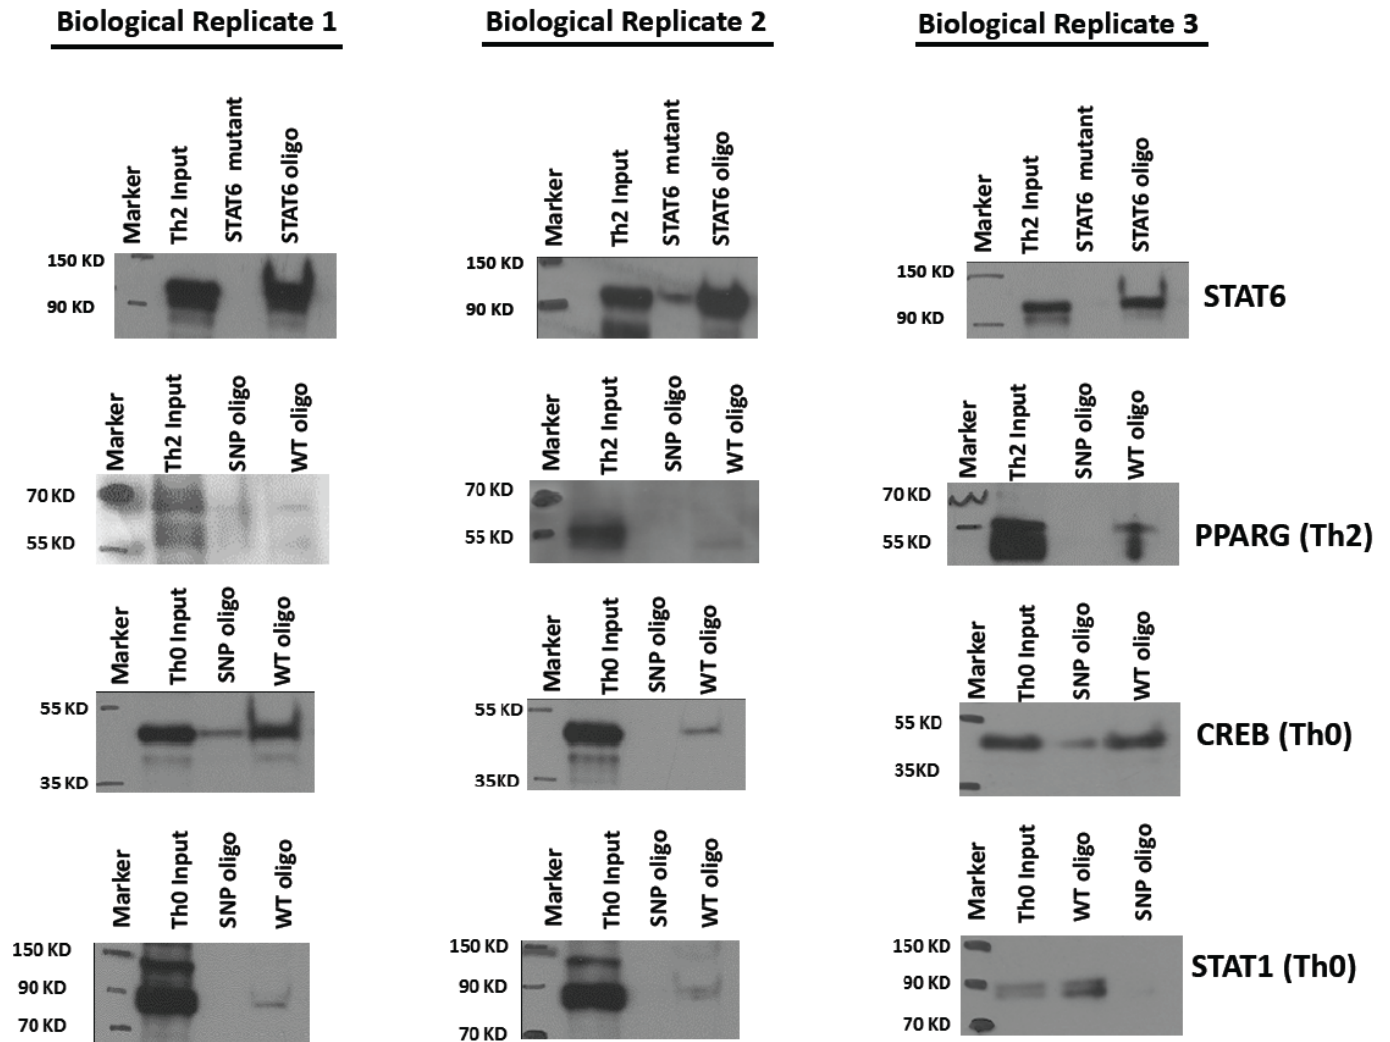 Biological Replicate 1
Biological Replicate 2
Biological Replicate 3
Marker
Th2 Input
STAT6 mutant
STAT6 oligo
150 KD
90 KD
Marker
Th2 Input
STAT6 mutant
STAT6 oligo
150 KD
90 KD
Marker
Th2 Input
STAT6 mutant
STAT6 oligo
150 KD
90 KD
STAT6
Marker
Th2 Input
SNP oligo
WT oligo
70 KD
55 KD
Marker
Th2 Input
SNP oligo
WT oligo
70 KD
55 KD
Marker
Th2 Input
SNP oligo
WT oligo
70 KD
55 KD
PPARG (Th2)
Marker
Th0 Input
SNP oligo
WT oligo
55 KD
35 KD
Marker
Th0 Input
SNP oligo
WT oligo
55 KD
35KD
Marker
Th0 Input
SNP oligo
WT oligo
55 KD
35KD
CREB (Th0)
Marker
Th0 Input
SNP oligo
WT oligo
150 KD
90 KD
70 KD
Marker
Th0 Input
SNP oligo
WT oligo
150 KD
90 KD
70 KD
Marker
Th0 Input
WT oligo
SNP oligo
150 KD
90 KD
70 KD
STAT1 (Th0)